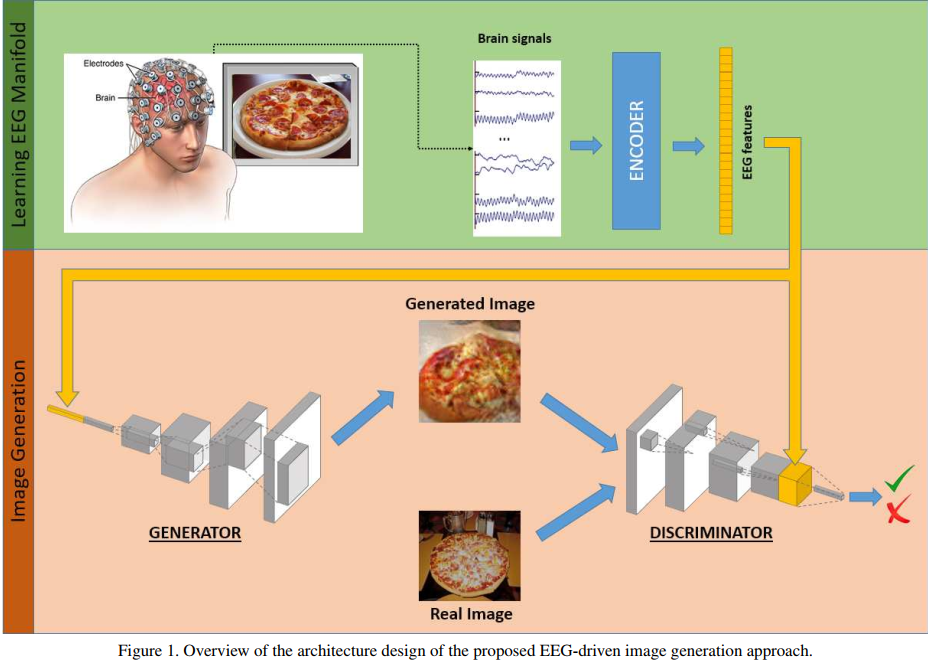 Learning EEG Manifold
Electrodes
Brain
Brain signals
...
ENCODER
EEG features
Image Generation
Generated Image
GENERATOR
DISCRIMINATOR
Real Image
Figure 1. Overview of the architecture design of the proposed EEG-driven image generation approach.